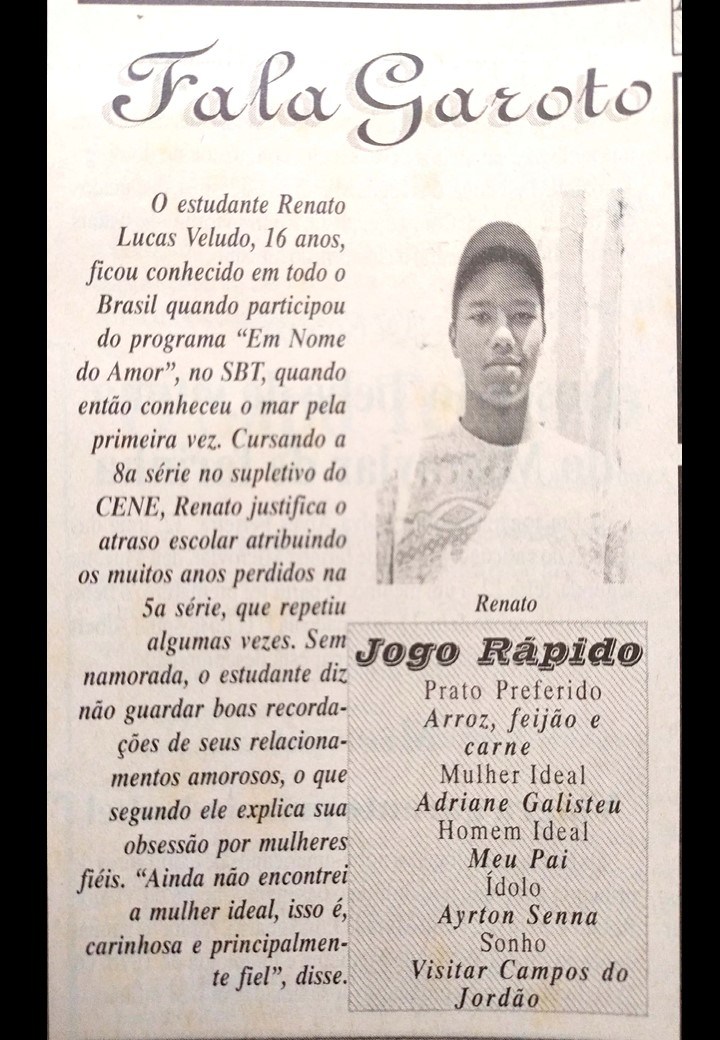 Fala Garoto
O estudante Renato
Lucas Veludo, 16 anos,
ficou conhecido em todo o
Brasil quando participou
do programa “Em Nome
do Amor”, no SBT, quando
então conheceu o mar pela
primeira vez. Cursando a
8a série no supletivo do
CENE, Renato justifica o
atraso escolar atribuindo
os muitos anos perdidos na
5a série, que repetiu
algumas vezes. Sem
namorada, o estudante diz
não guardar boas recorda-
ções de seus relaciona-
mentos amorosos, o que
segundo ele explica sua
obsessão por mulheres
fiéis. “Ainda não encontrei
a mulher ideal, isso é,
carinhosa e principalmen-
te fiel”, disse.
Renato
Jogo Rápido
Prato Preferido
Arroz, feijão e
carne
Mulher Ideal
Adriane Galisteu
Homem Ideal
Meu Pai
Ídolo
Ayrton Senna
Sonho
Visitar Campos do
Jordão